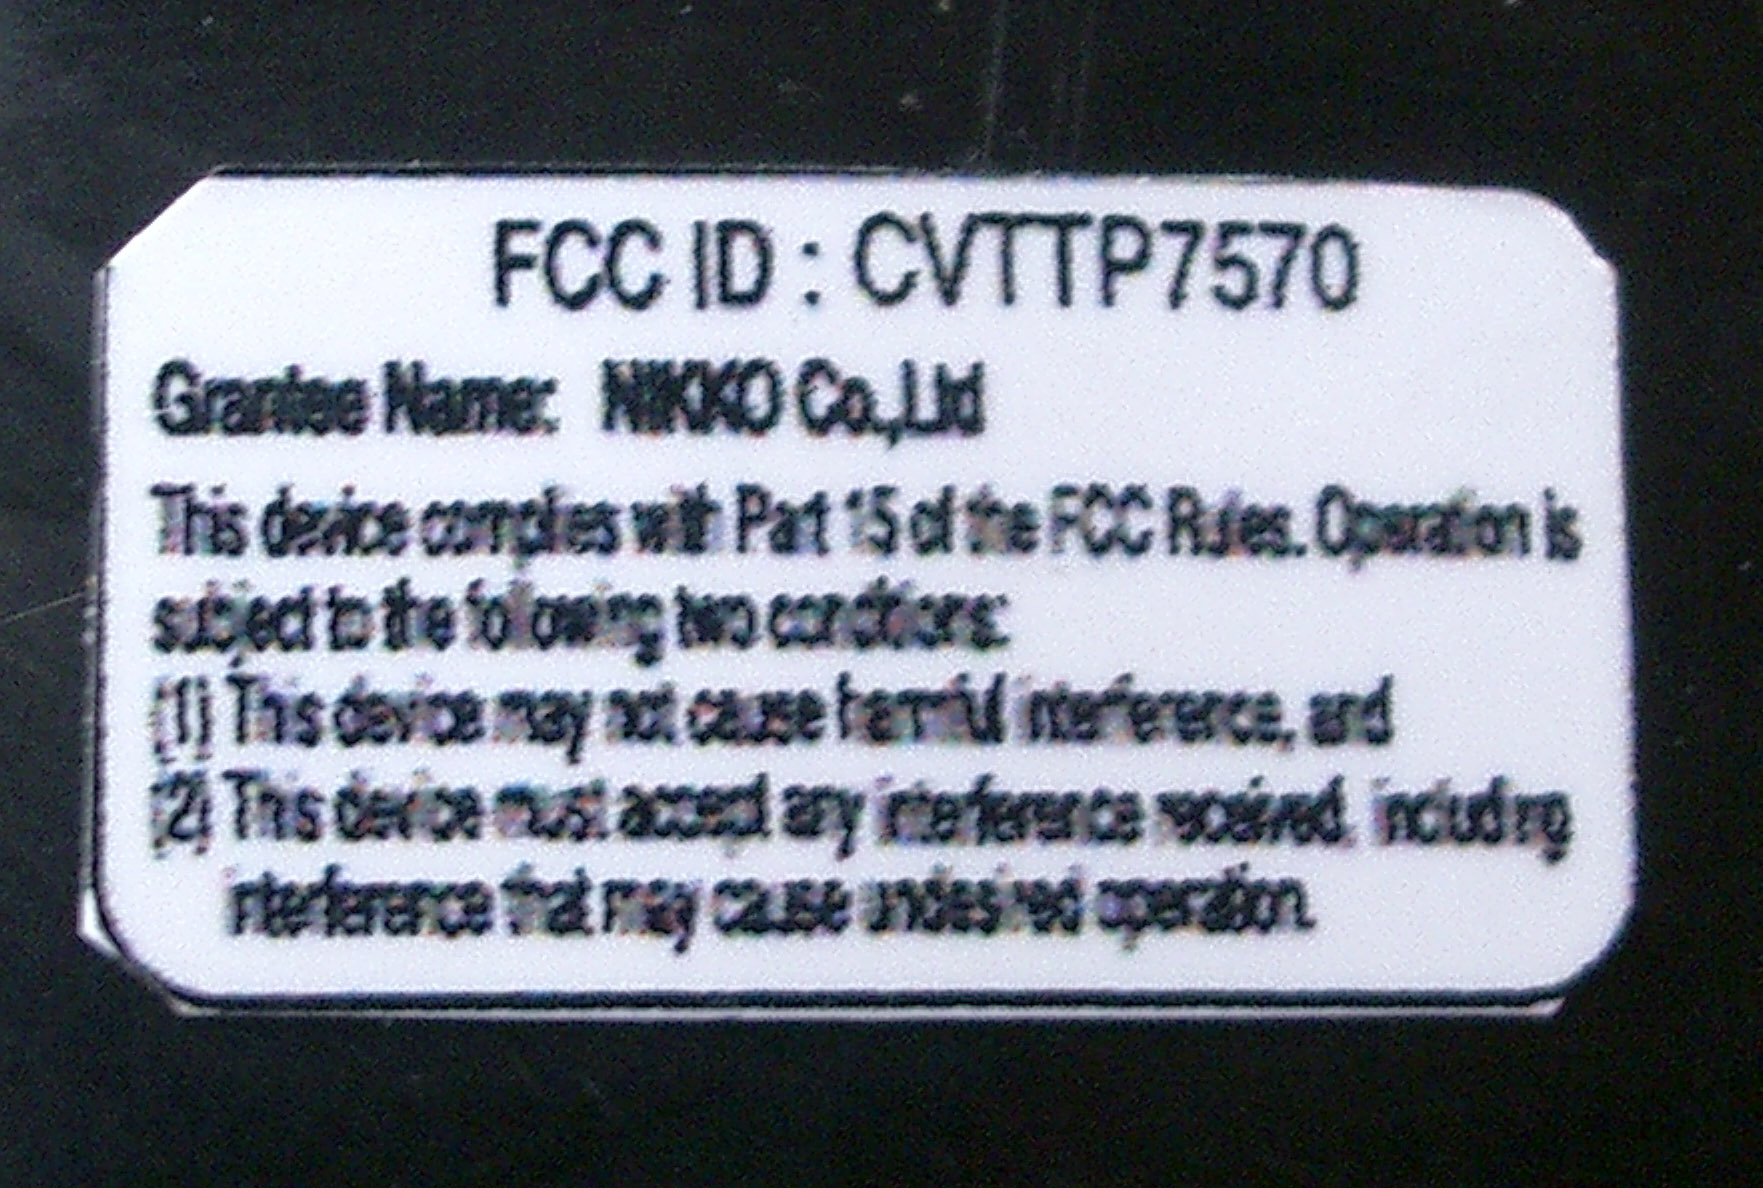 FCC ID : CVTTP7570
Grantee Name: NIKKO Co.,Ltd
This device complies with Part 15 of the FCC Rules. Operation is
subject to the following two conditions:
(1) This device may not cause harmful interference, and
(2) This device must accept any interference received, including
interference that may cause undesired operation.